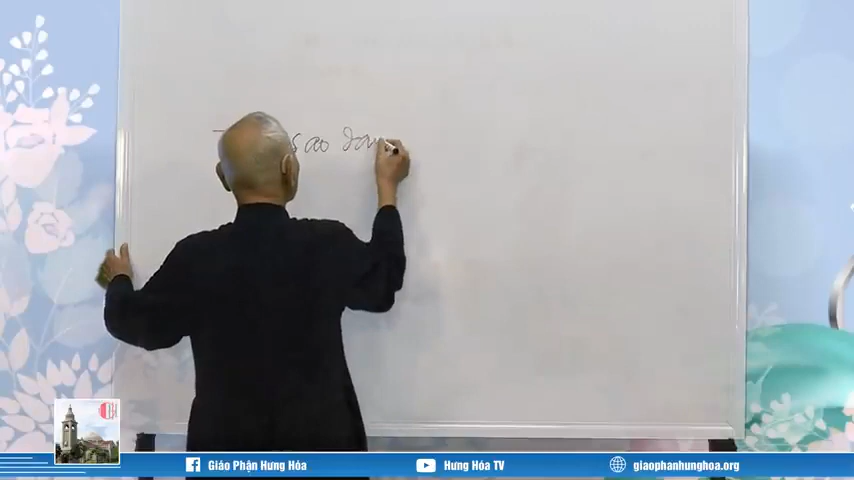 sao
Giáo Phận Hưng Hóa
Hưng Hóa TV
giaophanhunghoa.org